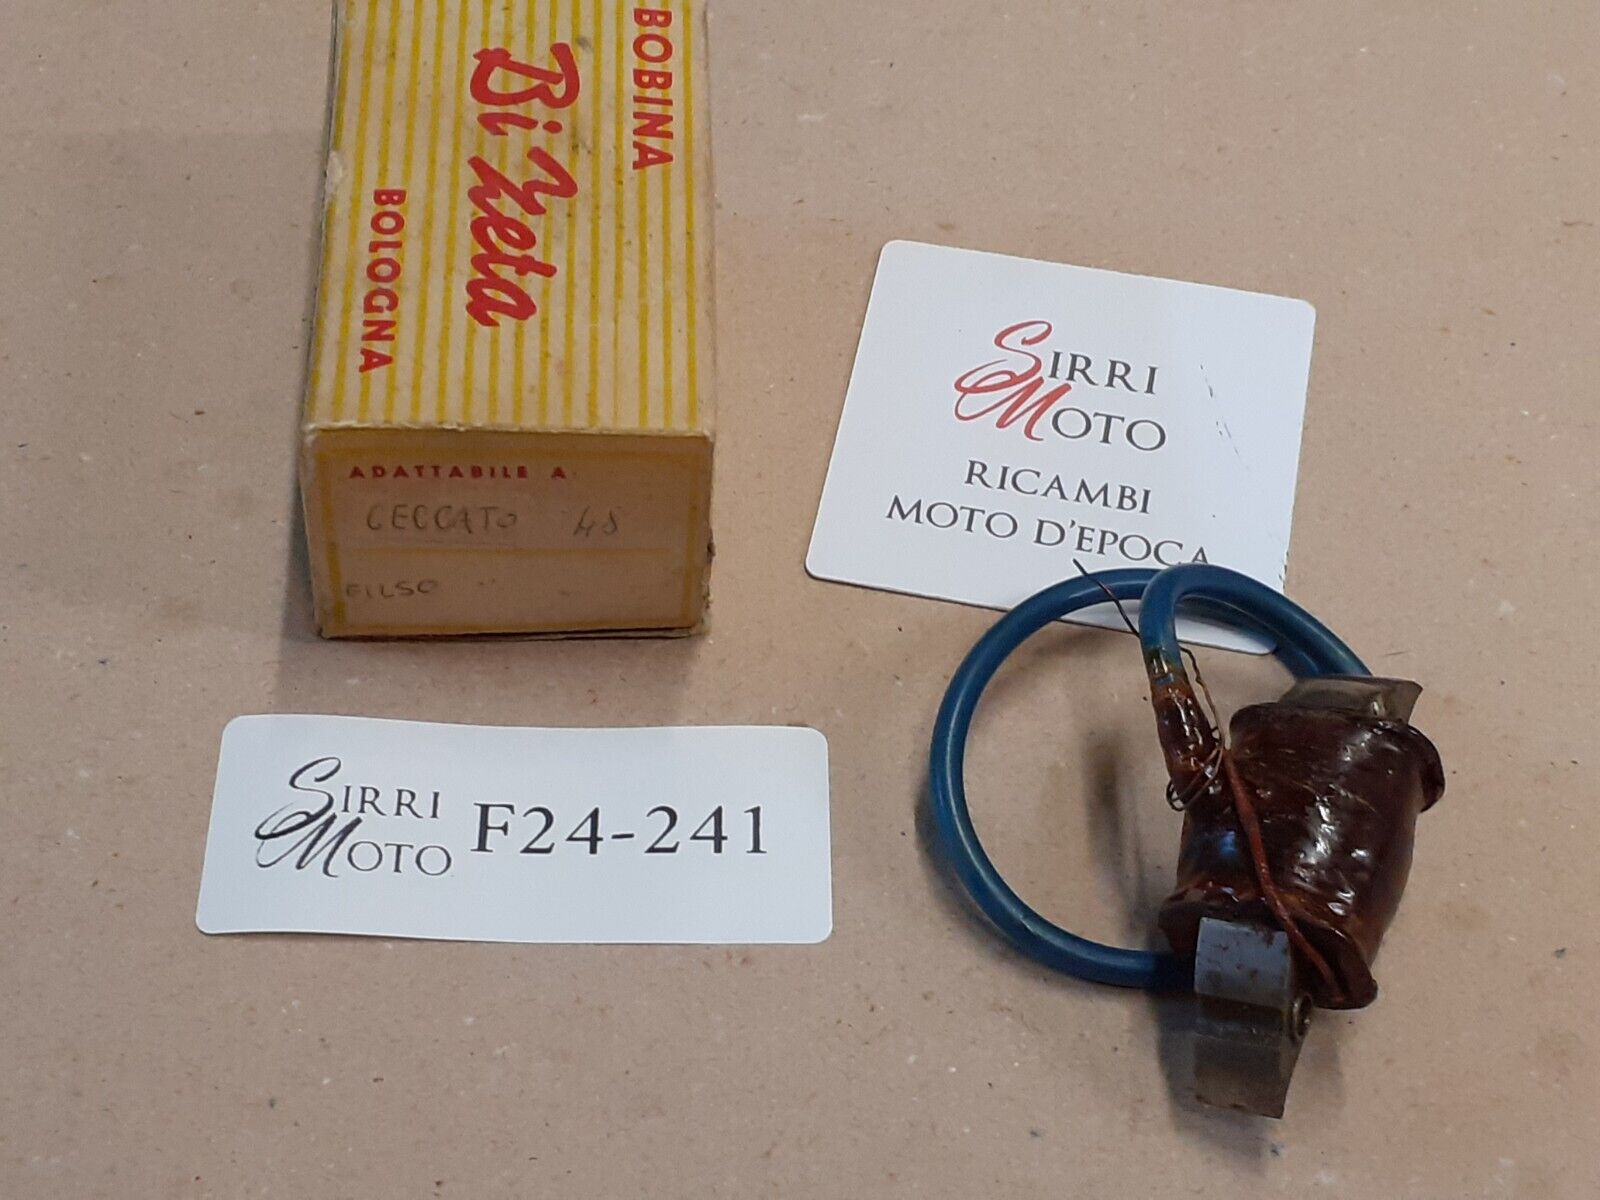 BOBINA
Bi Zeta
BOLOGNA
ADATTABILE A
CECCATO 48
FILSO
SIRRI
MOTO
RICAMBI
MOTO D'EPOCA
SIRRI
MOTO
F24-241